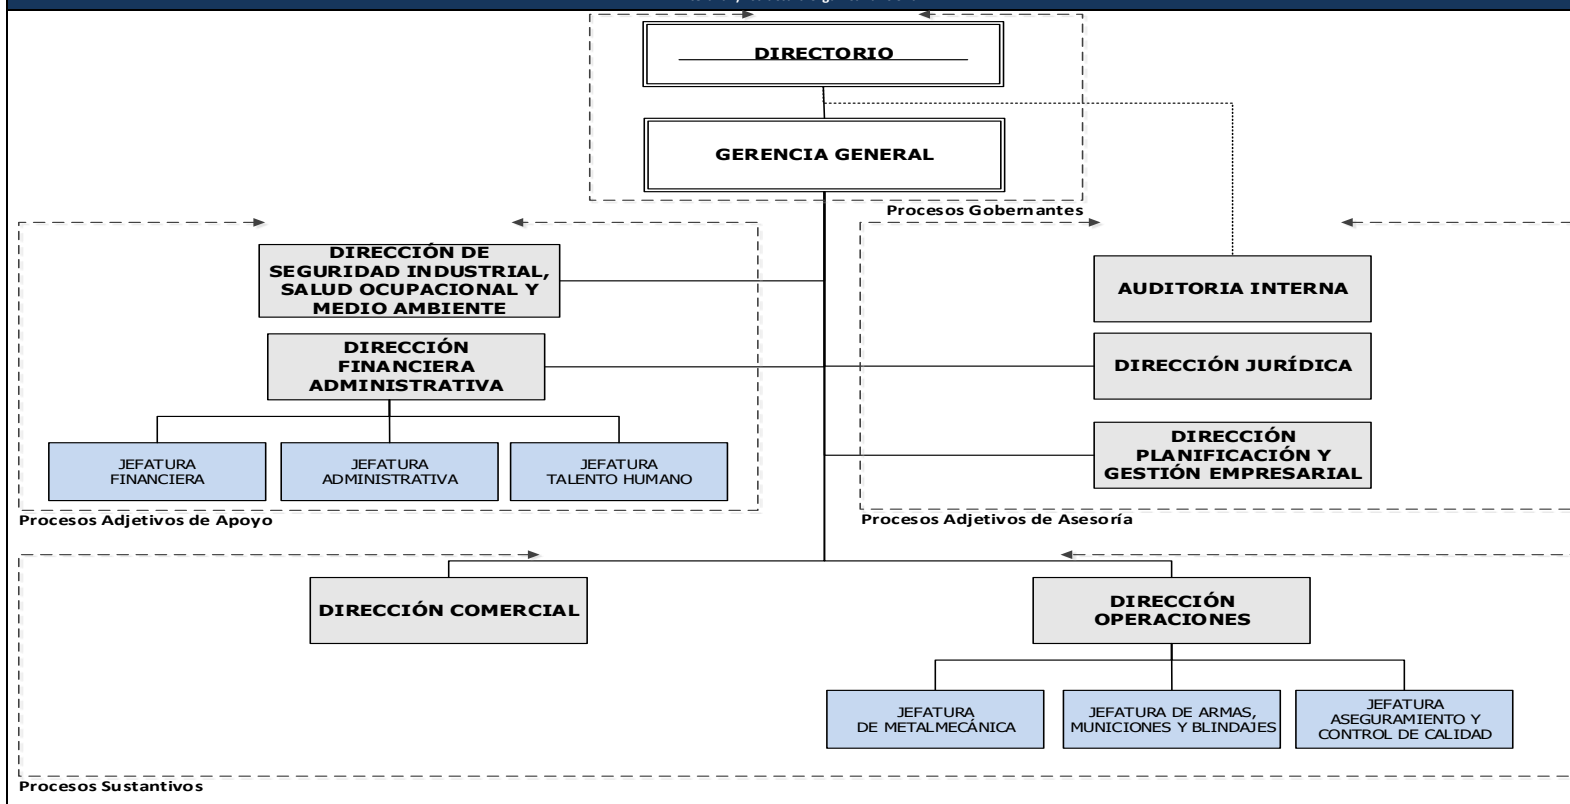 DIRECTORIO
GERENCIA GENERAL
Procesos Gobernantes
DIRECCIÓN DE
SEGURIDAD INDUSTRIAL,
SALUD OCUPACIONAL Y
MEDIO AMBIENTE
AUDITORIA INTERNA
DIRECCIÓN
FINANCIERA
ADMINISTRATIVA
DIRECCIÓN JURÍDICA
JEFATURA
FINANCIERA
JEFATURA
ADMINISTRATIVA
JEFATURA
TALENTO HUMANO
DIRECCIÓN
PLANIFICACIÓN Y
GESTIÓN EMPRESARIAL
Procesos Adjetivos de Apoyo
Procesos Adjetivos de Asesoría
DIRECCIÓN COMERCIAL
DIRECCIÓN
OPERACIONES
JEFATURA
DE METALMECÁNICA
JEFATURA DE ARMAS,
MUNICIONES Y BLINDAJES
JEFATURA
ASEGURAMIENTO Y
CONTROL DE CALIDAD
Procesos Sustantivos